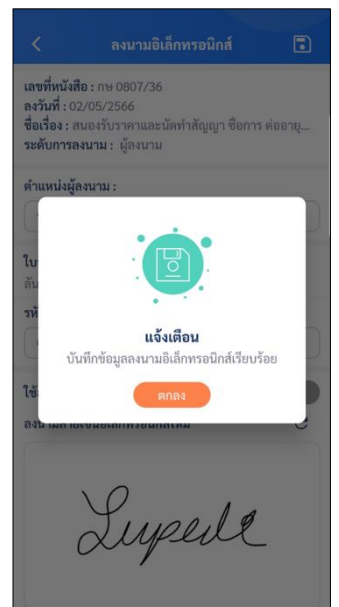 ลงนามอิเล็กทรอนิกส์
เลขที่หนังสือ : กษ 0807/36
ลงวันที่ : 02/05/2566
ชื่อเรื่อง : สนองรับราคาและนัดทำสัญญา ซื้อการ ต่ออายุ...
ระดับการลงนาม : ผู้ลงนาม
ตำแหน่งผู้ลงนาม :
แจ้งเตือน
บันทึกข้อมูลลงนามอิเล็กทรอนิกส์เรียบร้อย
ตกลง